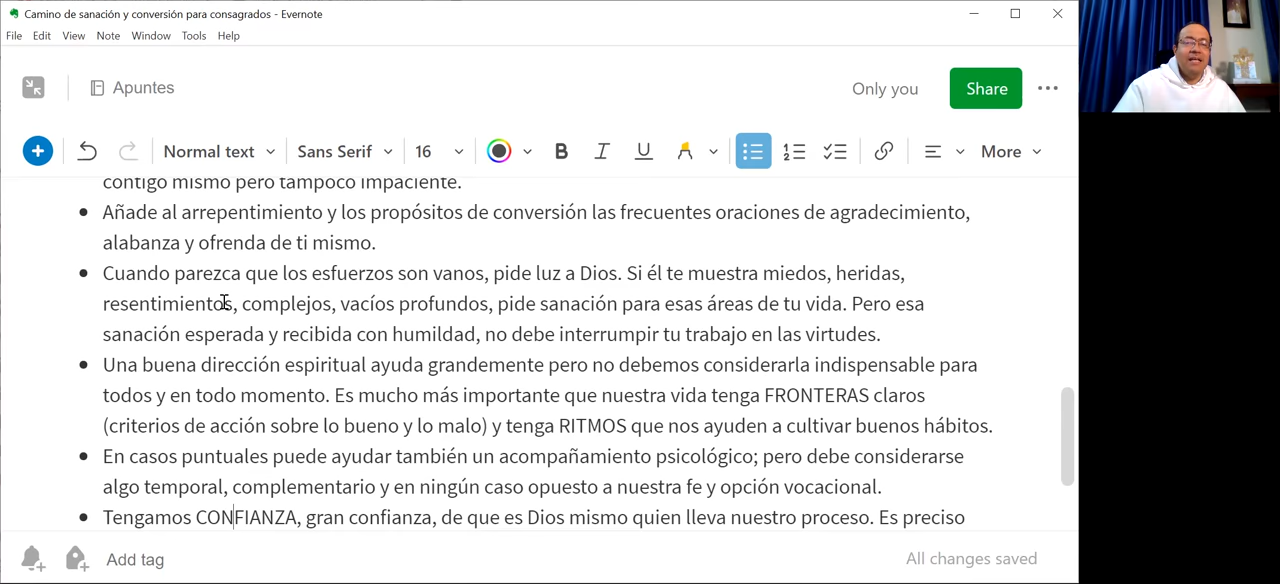 Camino de sanación y conversión para consagrados - Evernote
File Edit View Note Window Tools Help
Apuntes
Only you
Share
Normal text
Sans Serif
16
B I U
More
contigo mismo pero tampoco impaciente.
Añade al arrepentimiento y los propósitos de conversión las frecuentes oraciones de agradecimiento,
alabanza y ofrenda de ti mismo.
Cuando parezca que los esfuerzos son vanos, pide luz a Dios. Si él te muestra miedos, heridas,
resentimientos, complejos, vacíos profundos, pide sanación para esas áreas de tu vida. Pero esa
sanación esperada y recibida con humildad, no debe interrumpir tu trabajo en las virtudes.
Una buena dirección espiritual ayuda grandemente pero no debemos considerarla indispensable para
todos y en todo momento. Es mucho más importante que nuestra vida tenga FRONTERAS claros
(criterios de acción sobre lo bueno y lo malo) y tenga RITMOS que nos ayuden a cultivar buenos hábitos.
En casos puntuales puede ayudar también un acompañamiento psicológico; pero debe considerarse
algo temporal, complementario y en ningún caso opuesto a nuestra fe y opción vocacional.
Tengamos CONFIANZA, gran confianza, de que es Dios mismo quien lleva nuestro proceso. Es preciso
Add tag
All changes saved